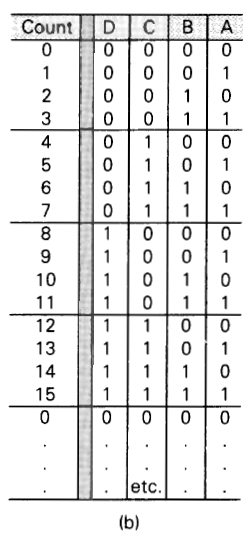 Count D C B A
0 0 0 0 0
1 0 0 0 1
2 0 0 1 0
3 0 0 1 1
4 0 1 0 0
5 0 1 0 1
6 0 1 1 0
7 0 1 1 1
8 1 0 0 0
9 1 0 0 1
10 1 0 1 0
11 1 0 1 1
12 1 1 0 0
13 1 1 0 1
14 1 1 1 0
15 1 1 1 1
0 0 0 0 0
. . . . .
. . . . .
. . etc. . .
(b)